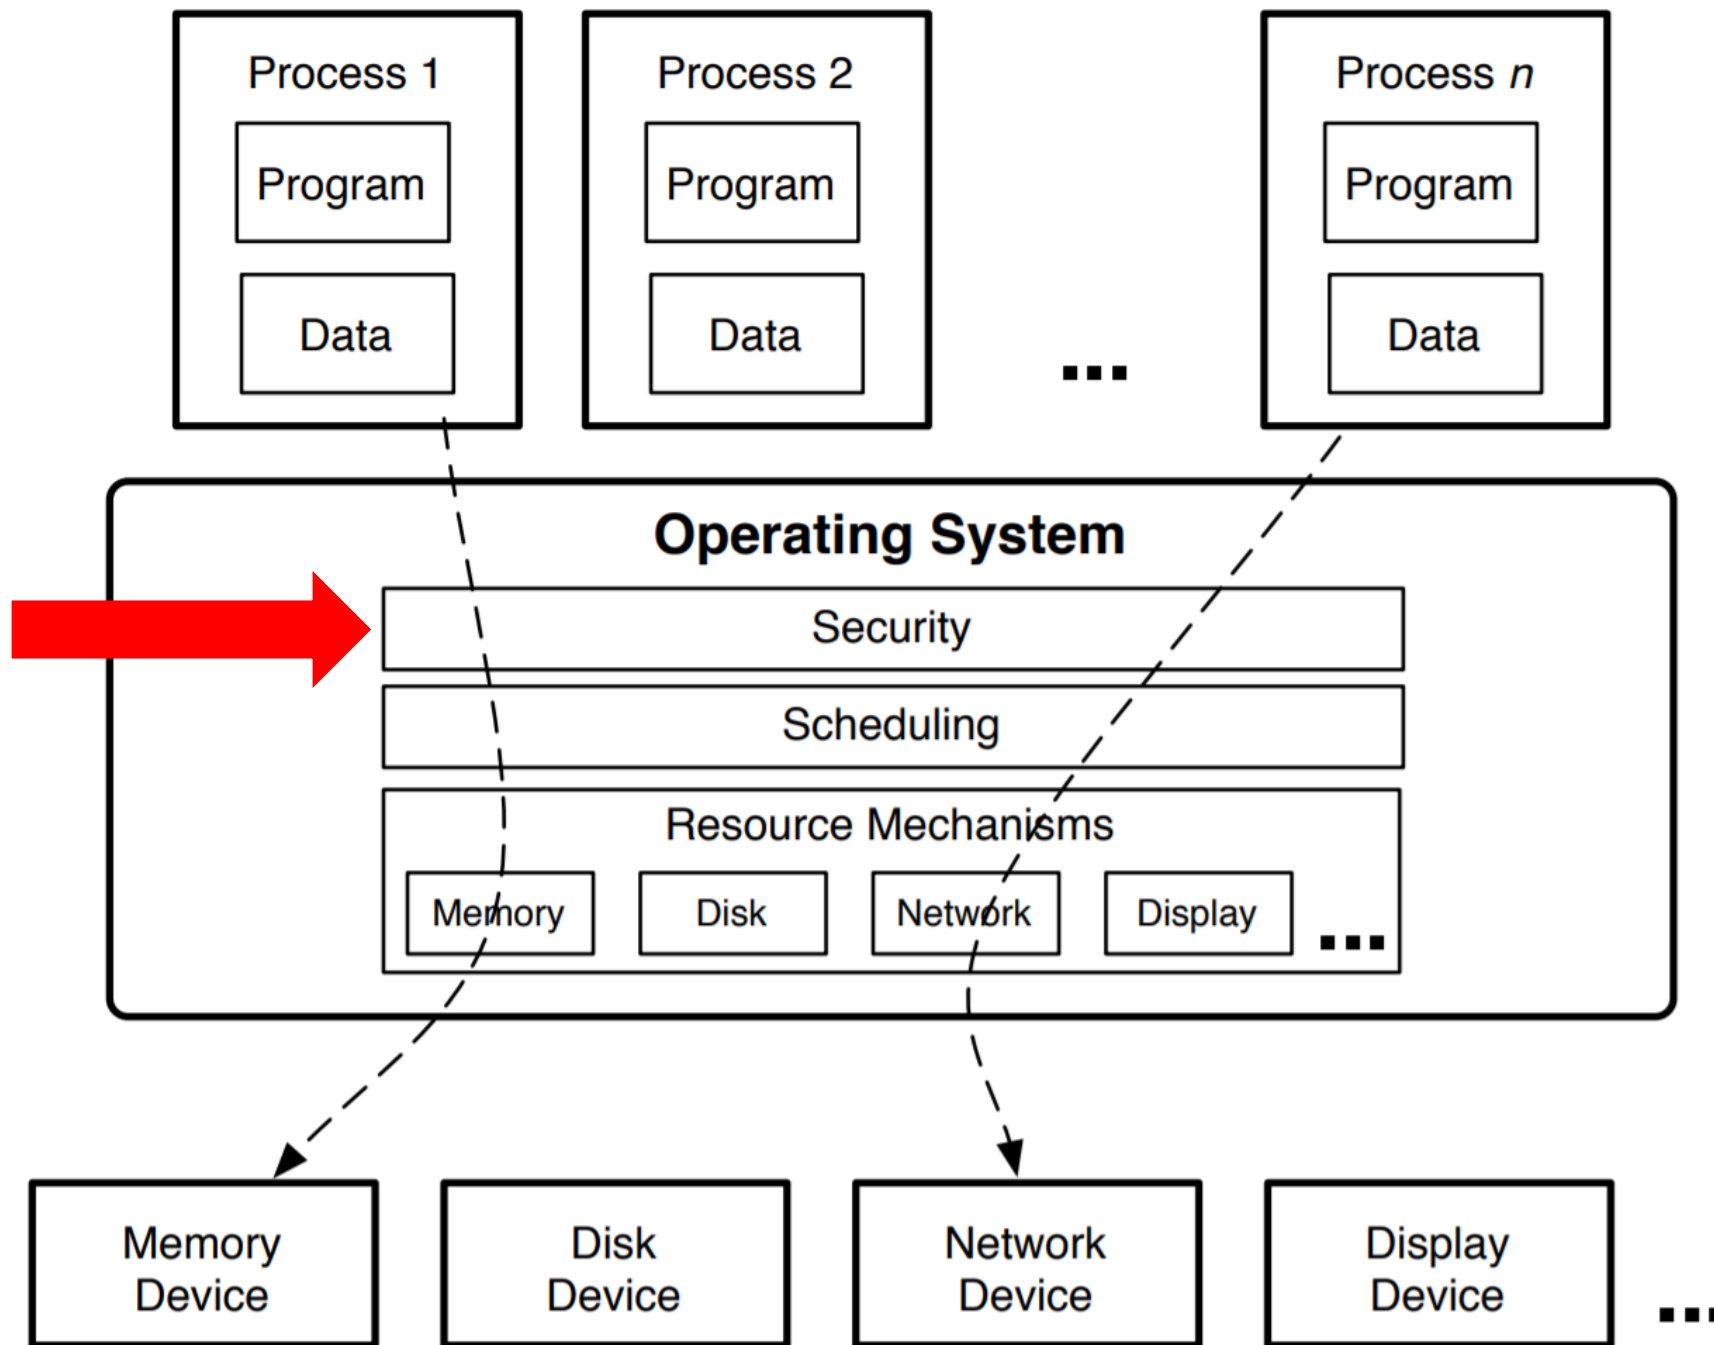 Process 1
Process 2
Process n
Program
Program
Program
Data
Data
...
Data
Operating System
Security
Scheduling
Resource Mechanisms
Memory
Disk
Network
Display
...
Memory
Device
Disk
Device
Network
Device
Display
Device
...